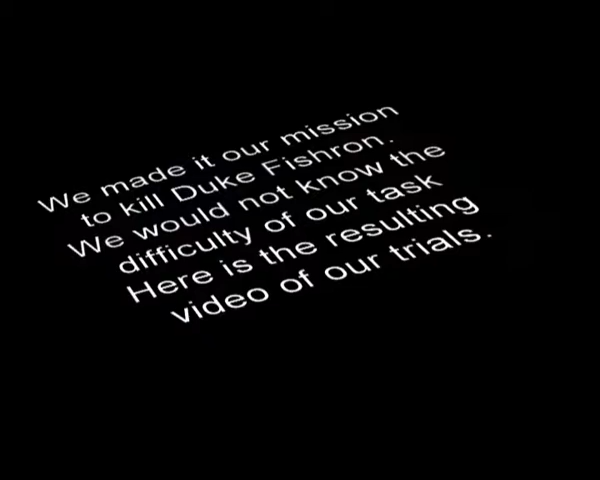 We made it our mission
to kill Duke Fishron.
We would not know the
difficulty of our task
Here is the resulting
video of our trials.